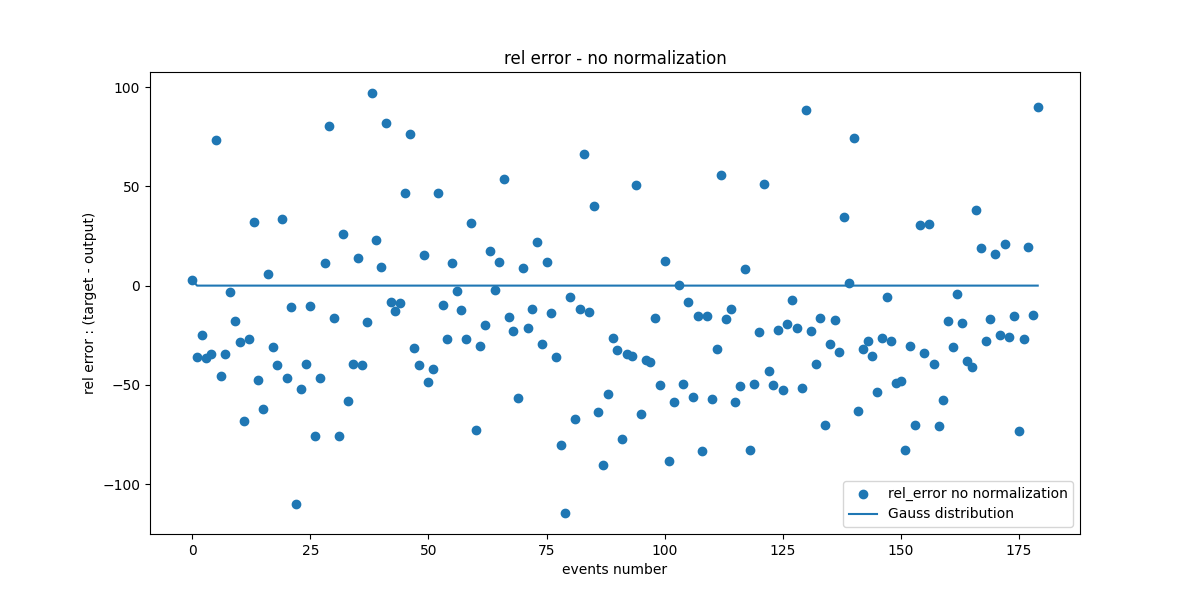 rel error - no normalization
100
50
0
−50
−100
rel error : (target - output)
0
25
50
75
100
125
150
175
events number
rel_error no normalization
Gauss distribution